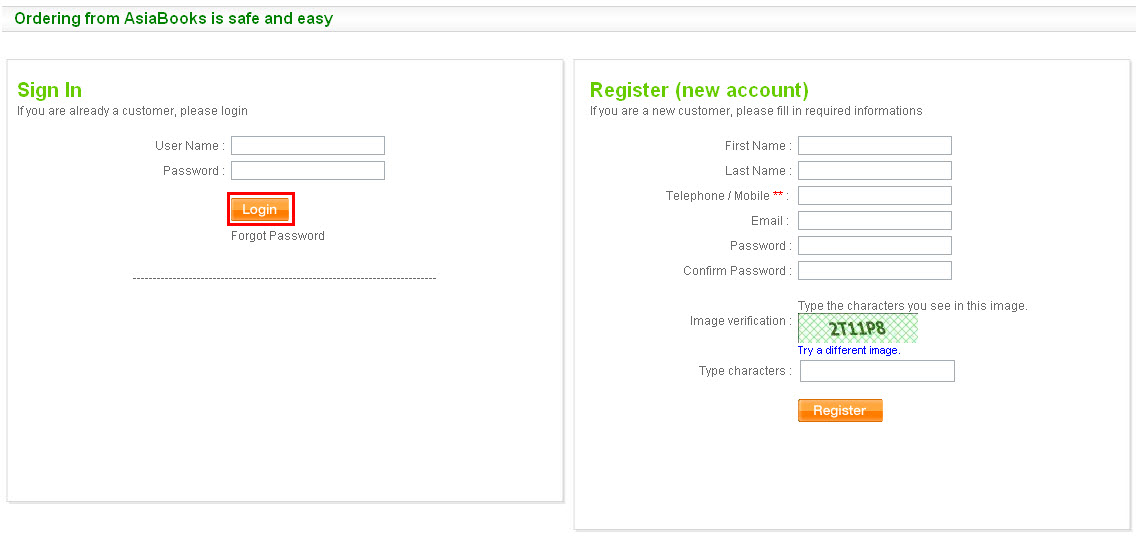 Ordering from AsiaBooks is safe and easy
Sign In
If you are already a customer, please login
User Name :
Password :
Login
Forgot Password
--------------------------------------------------------------------------------
Register (new account)
If you are a new customer, please fill in required informations
First Name :
Last Name :
Telephone / Mobile ** :
Email :
Password :
Confirm Password :
Type the characters you see in this image.
Image verification :
2T11P8
Try a different image.
Type characters :
Register